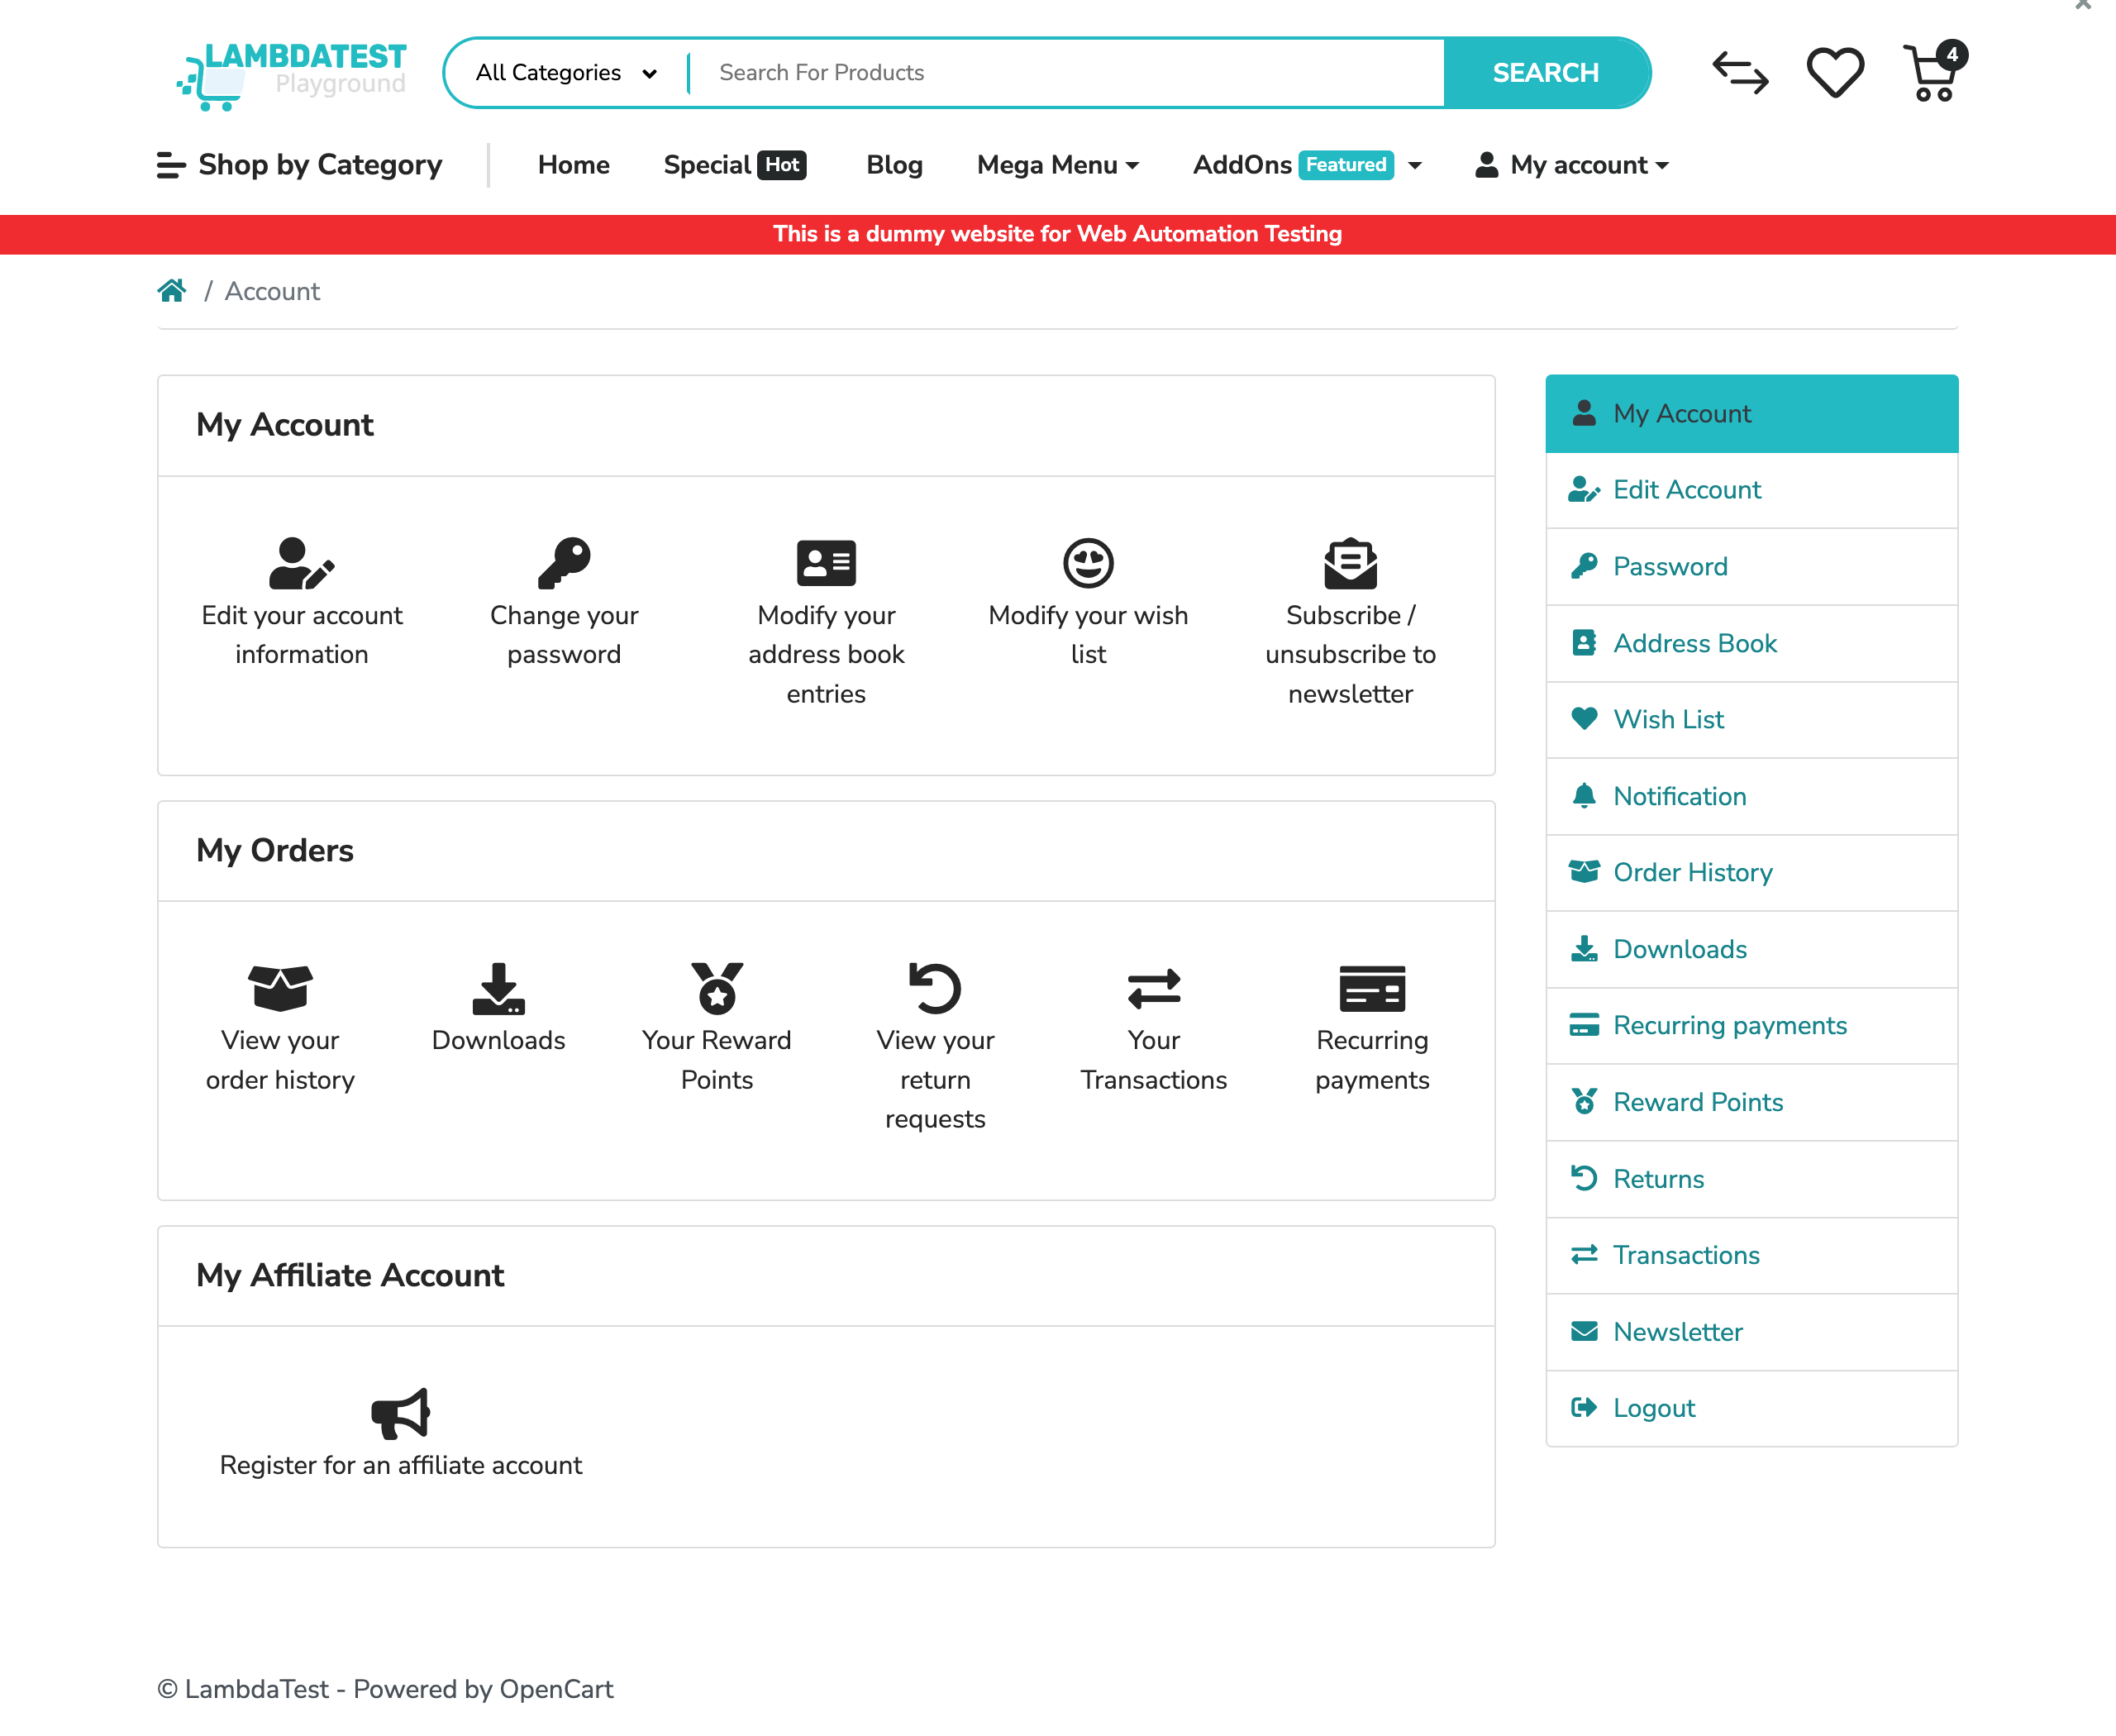 LAMBDATEST
Playground
All Categories
Search For Products
SEARCH
4
Shop by Category
Home
Special Hot
Blog
Mega Menu
AddOns Featured
My account
This is a dummy website for Web Automation Testing
/ Account
My Account
Edit your account
information
Change your
password
Modify your
address book
entries
Modify your wish
list
Subscribe /
unsubscribe to
newsletter
My Orders
View your
order history
Downloads
Your Reward
Points
View your
return
requests
Your
Transactions
Recurring
payments
My Affiliate Account
Register for an affiliate account
My Account
Edit Account
Password
Address Book
Wish List
Notification
Order History
Downloads
Recurring payments
Reward Points
Returns
Transactions
Newsletter
Logout
© LambdaTest - Powered by OpenCart